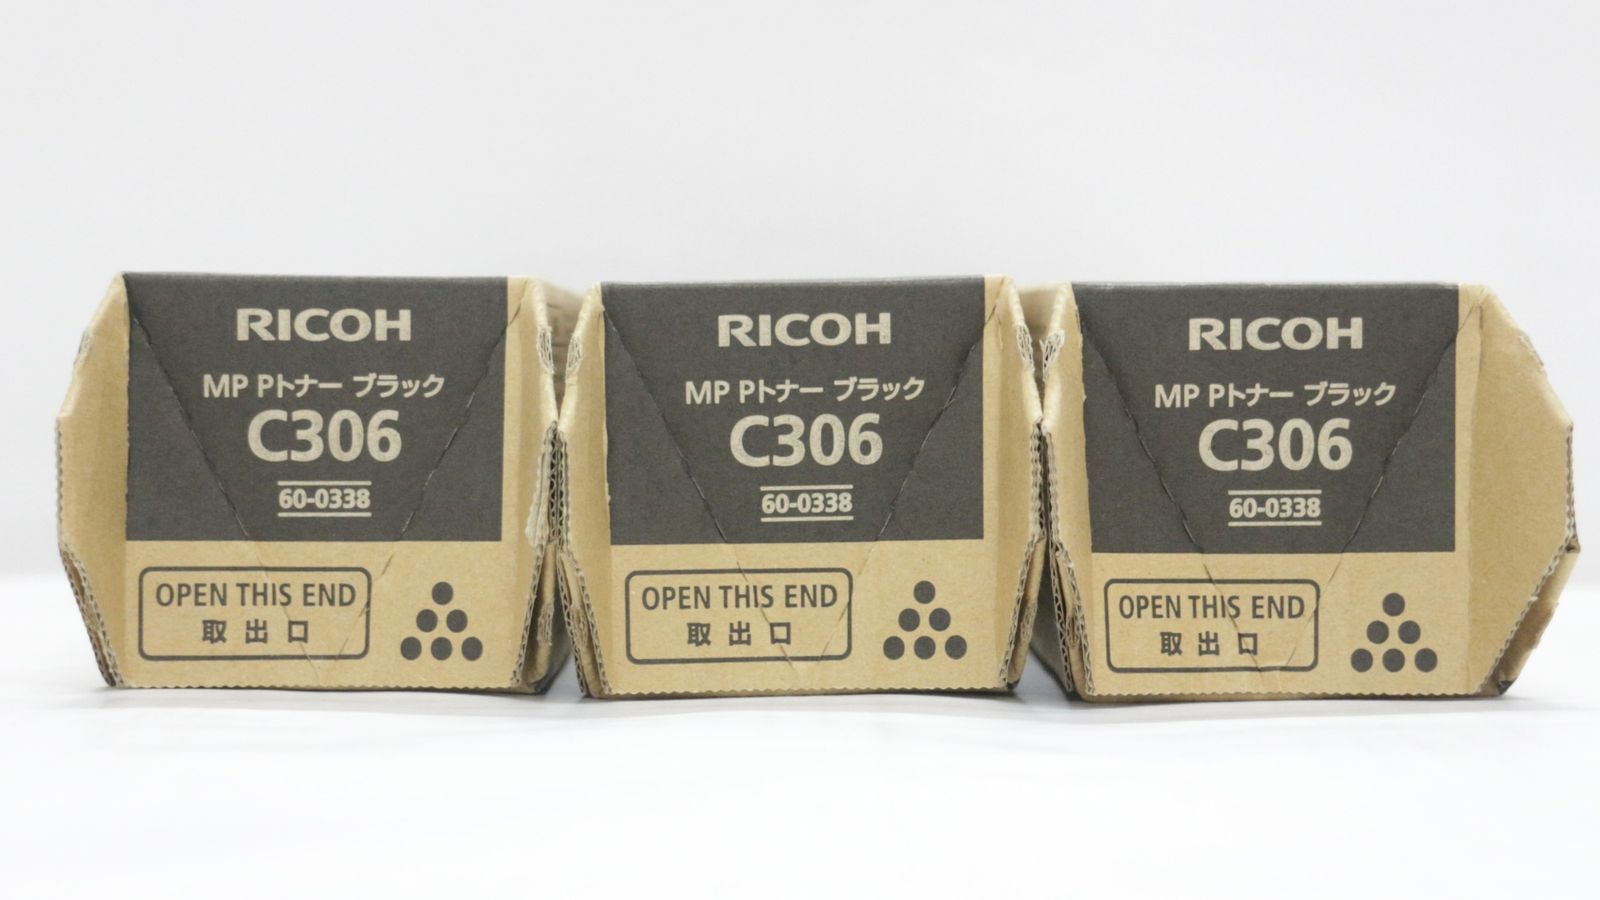 RICOH
MP Pトナー ブラック
C306
60-0338
OPEN THIS END
取出口
RICOH
MP Pトナー ブラック
C306
60-0338
OPEN THIS END
取出口
RICOH
MP Pトナー ブラック
C306
60-0338
OPEN THIS END
取出口